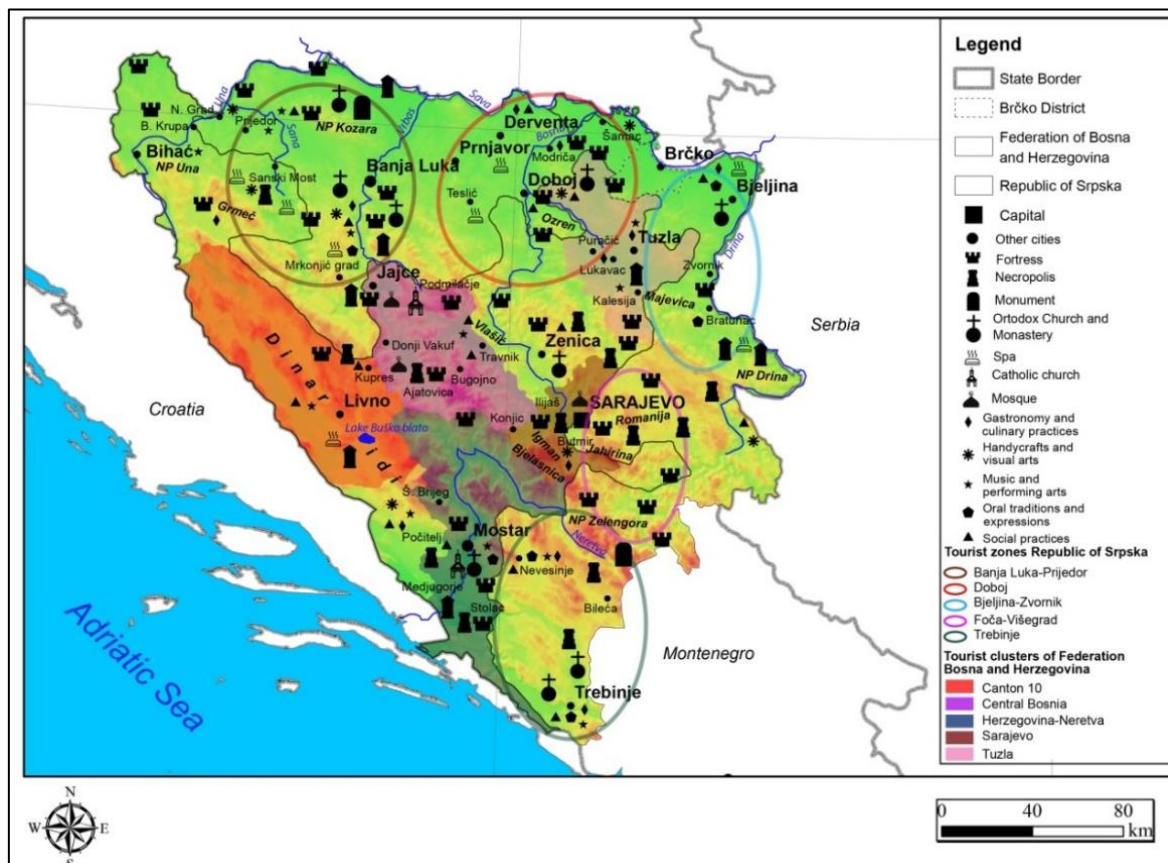 Una
N. Grad
B. Krupa
Prijedor
Sana
NP Kozara
Vrbas
Sava
Derventa
Bosna
Šamac
Prnjavor
Modriča
Brčko
Bihać
NP Una
Banja Luka
Sanski Most
Teslić
Doboj
Bjeljina
Grmeč
Ozren
Drina
Puračić
Tuzla
Mrkonjić grad
Lukavac
Zvornik
Jajce
Podmilačje
Kalesija
Majevica
Serbia
Bratunac
Dinaridi
Vlašić
Donji Vakuf
Travnik
Zenica
NP Drina
Kupres
Bugojno
Ajatovica
Croatia
Livno
Ilijaš
SARAJEVO
Konjic
Romanija
Lake Buško blato
Butmir
Igman
Jahirina
Bjelasnica
Š. Brijeg
NP Zelengora
Mostar
Neretva
Počitelj
Nevesinje
Medjugorje
Bileća
Stolac
Adriatic Sea
Montenegro
Trebinje
Legend
State Border
Brčko District
Federation of Bosna
and Herzegovina
Republic of Srpska
Capital
Other cities
Fortress
Necropolis
Monument
Ortodox Church and
Monastery
Spa
Catholic church
Mosque
Gastronomy and
culinary practices
Handycrafts and
visual arts
Music and
performing arts
Oral traditions and
expressions
Social practices
Tourist zones Republic of Srpska
Banja Luka-Prijedor
Doboj
Bjeljina-Zvornik
Foča-Višegrad
Trebinje
Tourist clusters of Federation
Bosna and Herzegovina
Canton 10
Central Bosnia
Herzegovina-Neretva
Sarajevo
Tuzla
N
W E
S
0 40 80
km